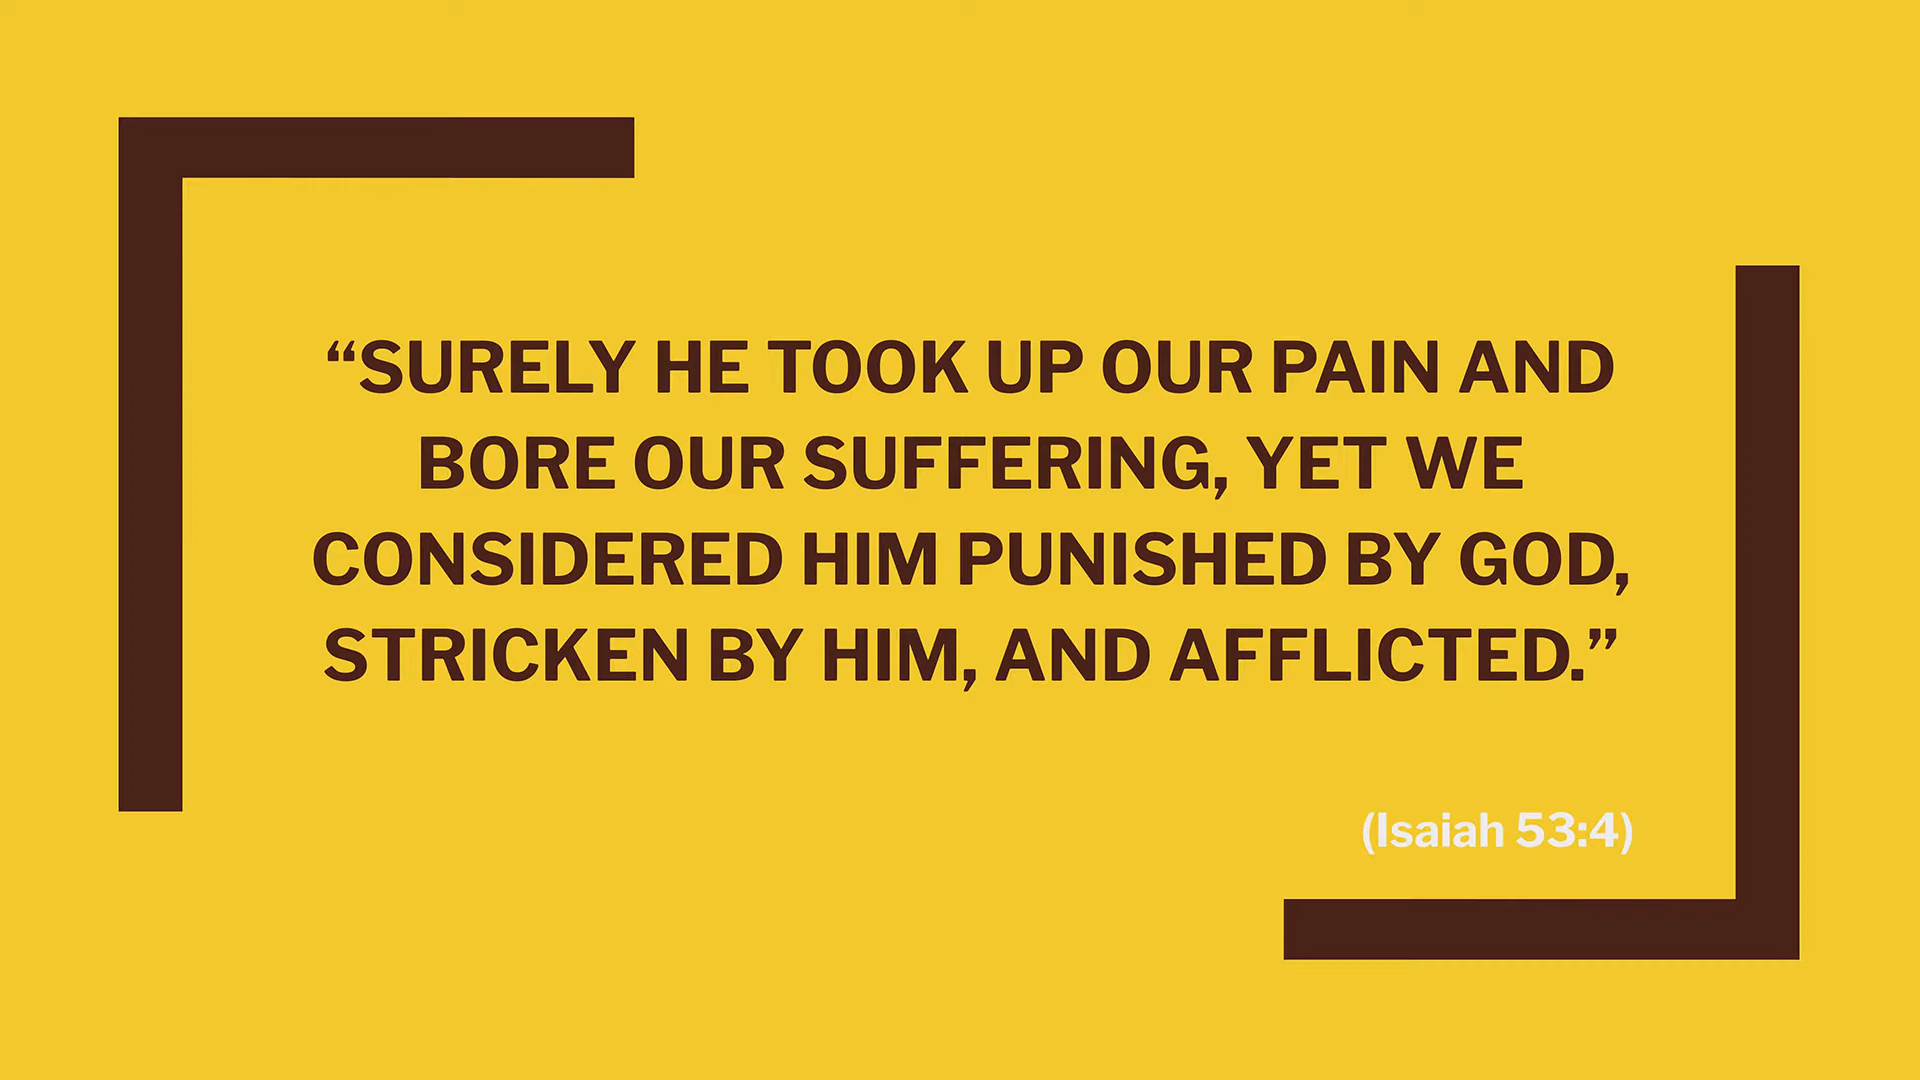 “SURELY HE TOOK UP OUR PAIN AND
BORE OUR SUFFERING, YET WE
CONSIDERED HIM PUNISHED BY GOD,
STRICKEN BY HIM, AND AFFLICTED.”
(Isaiah 53:4)